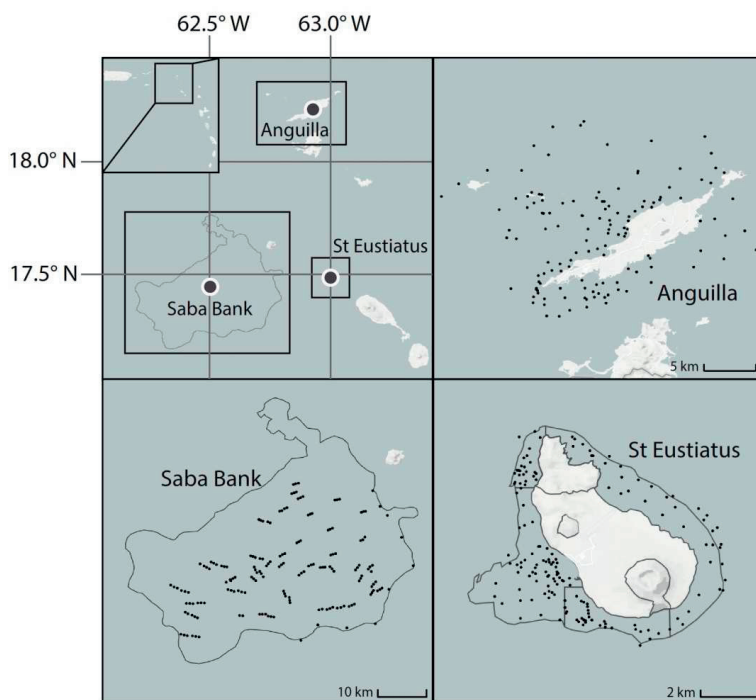 62.5° W
63.0° W
18.0° N
17.5° N
Anguilla
St Eustiatus
Saba Bank
Anguilla
5 km
Saba Bank
10 km
St Eustiatus
2 km